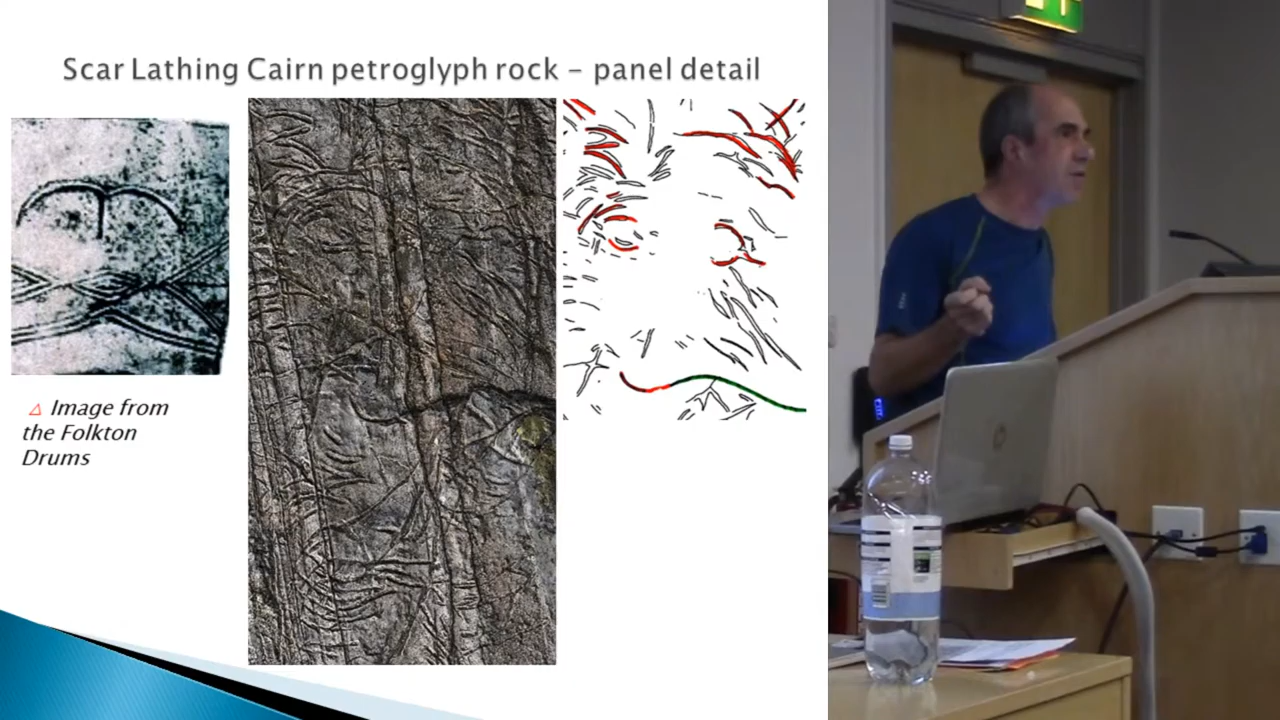 Scar Lathing Cairn petroglyph rock – panel detail
△ Image from
the Folkton
Drums